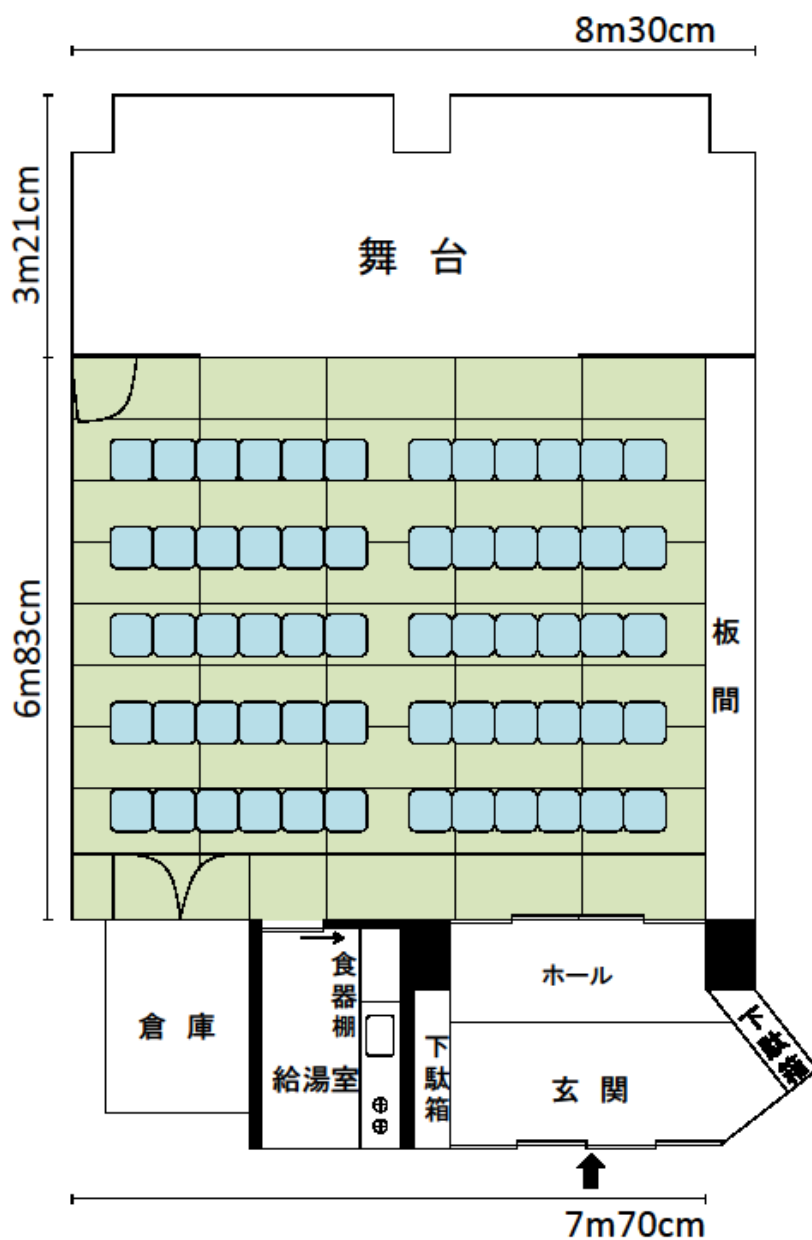 8m30cm
3m21cm
舞 台
6m83cm
板間
食器棚
ホール
下駄箱
倉 庫
給湯室
下駄箱
玄 関
7m70cm